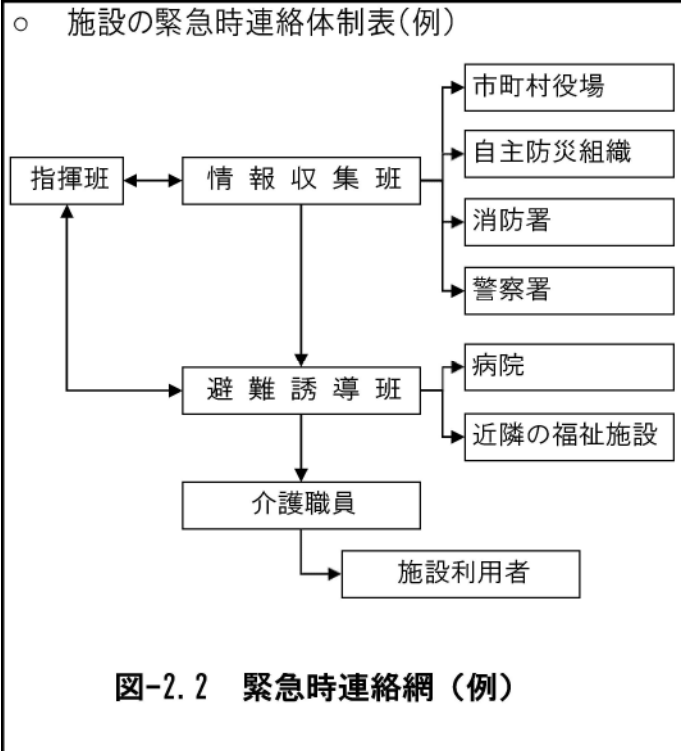 ○ 施設の緊急時連絡体制表(例)
市町村役場
自主防災組織
指揮班
情報収集班
消防署
警察署
病院
避難誘導班
近隣の福祉施設
介護職員
施設利用者
図-2.2 緊急時連絡網（例）